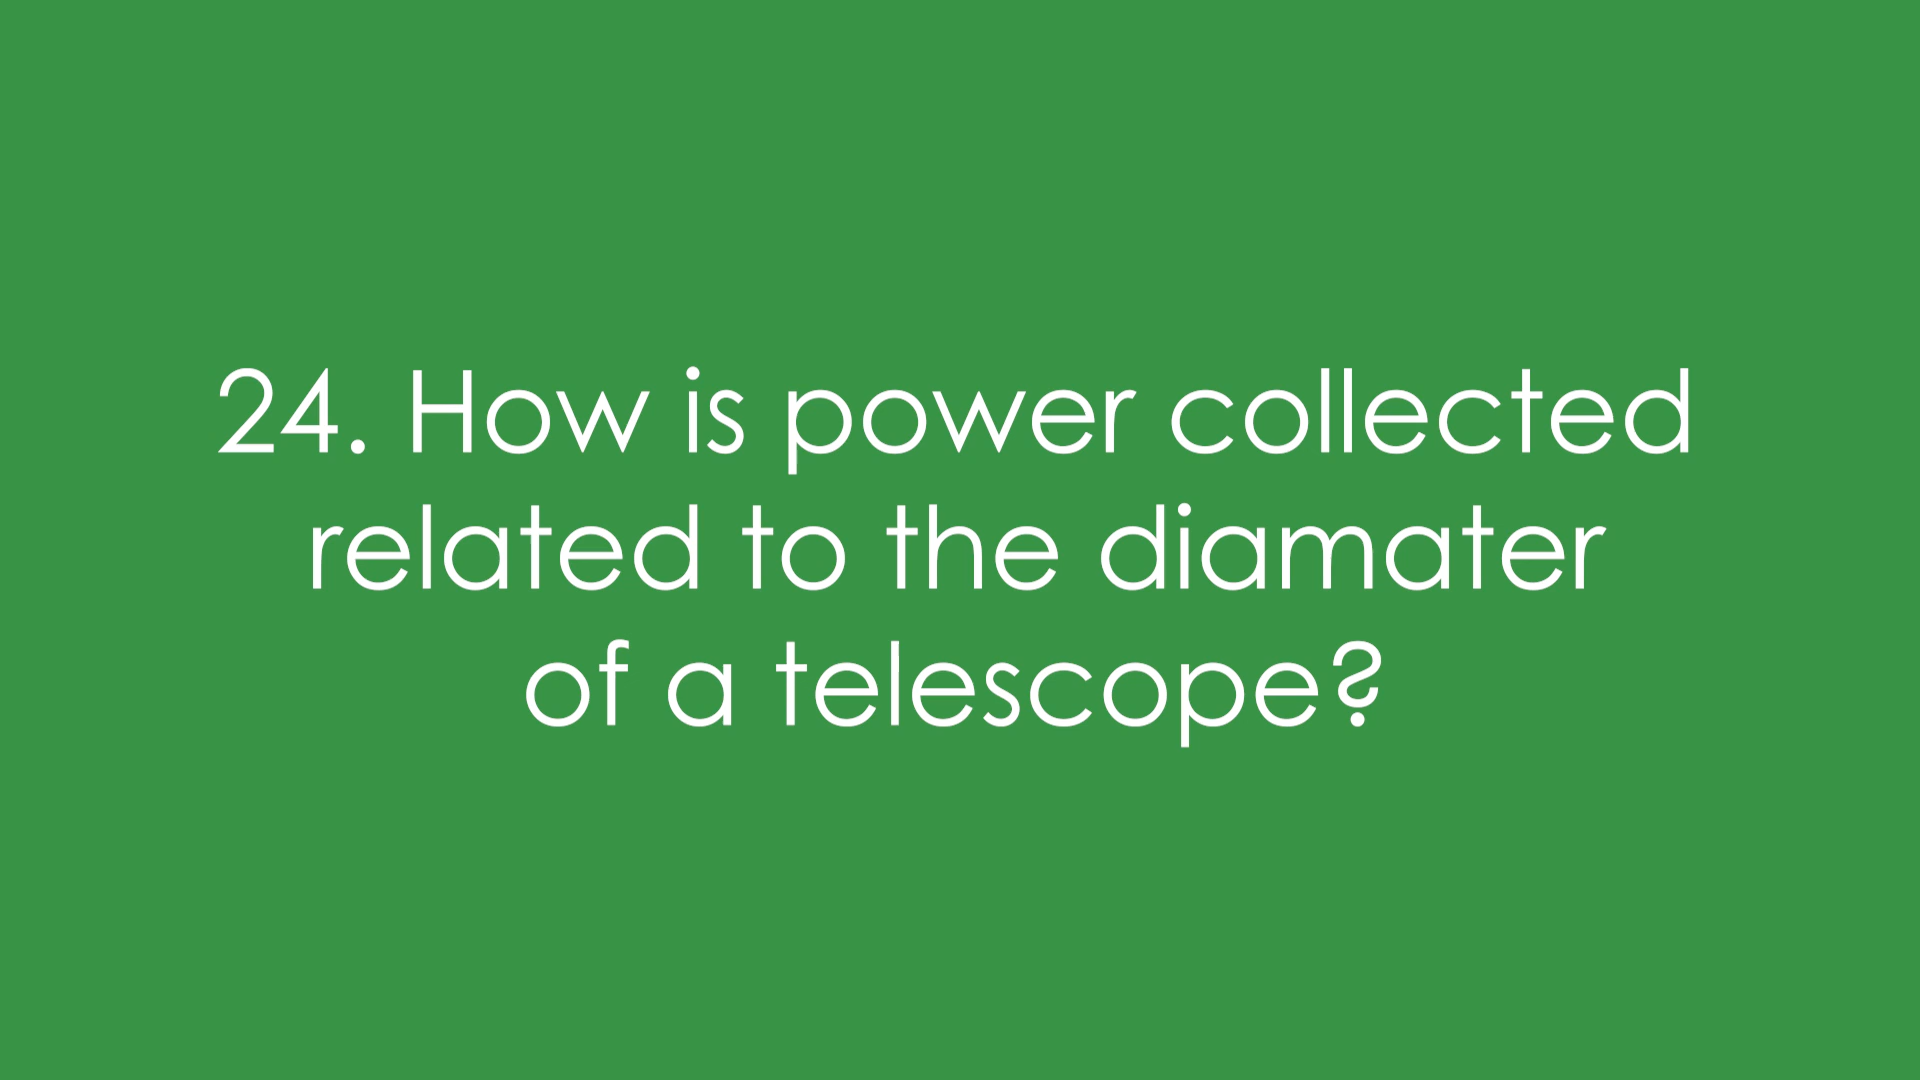 24. How is power collected
related to the diamater
of a telescope?